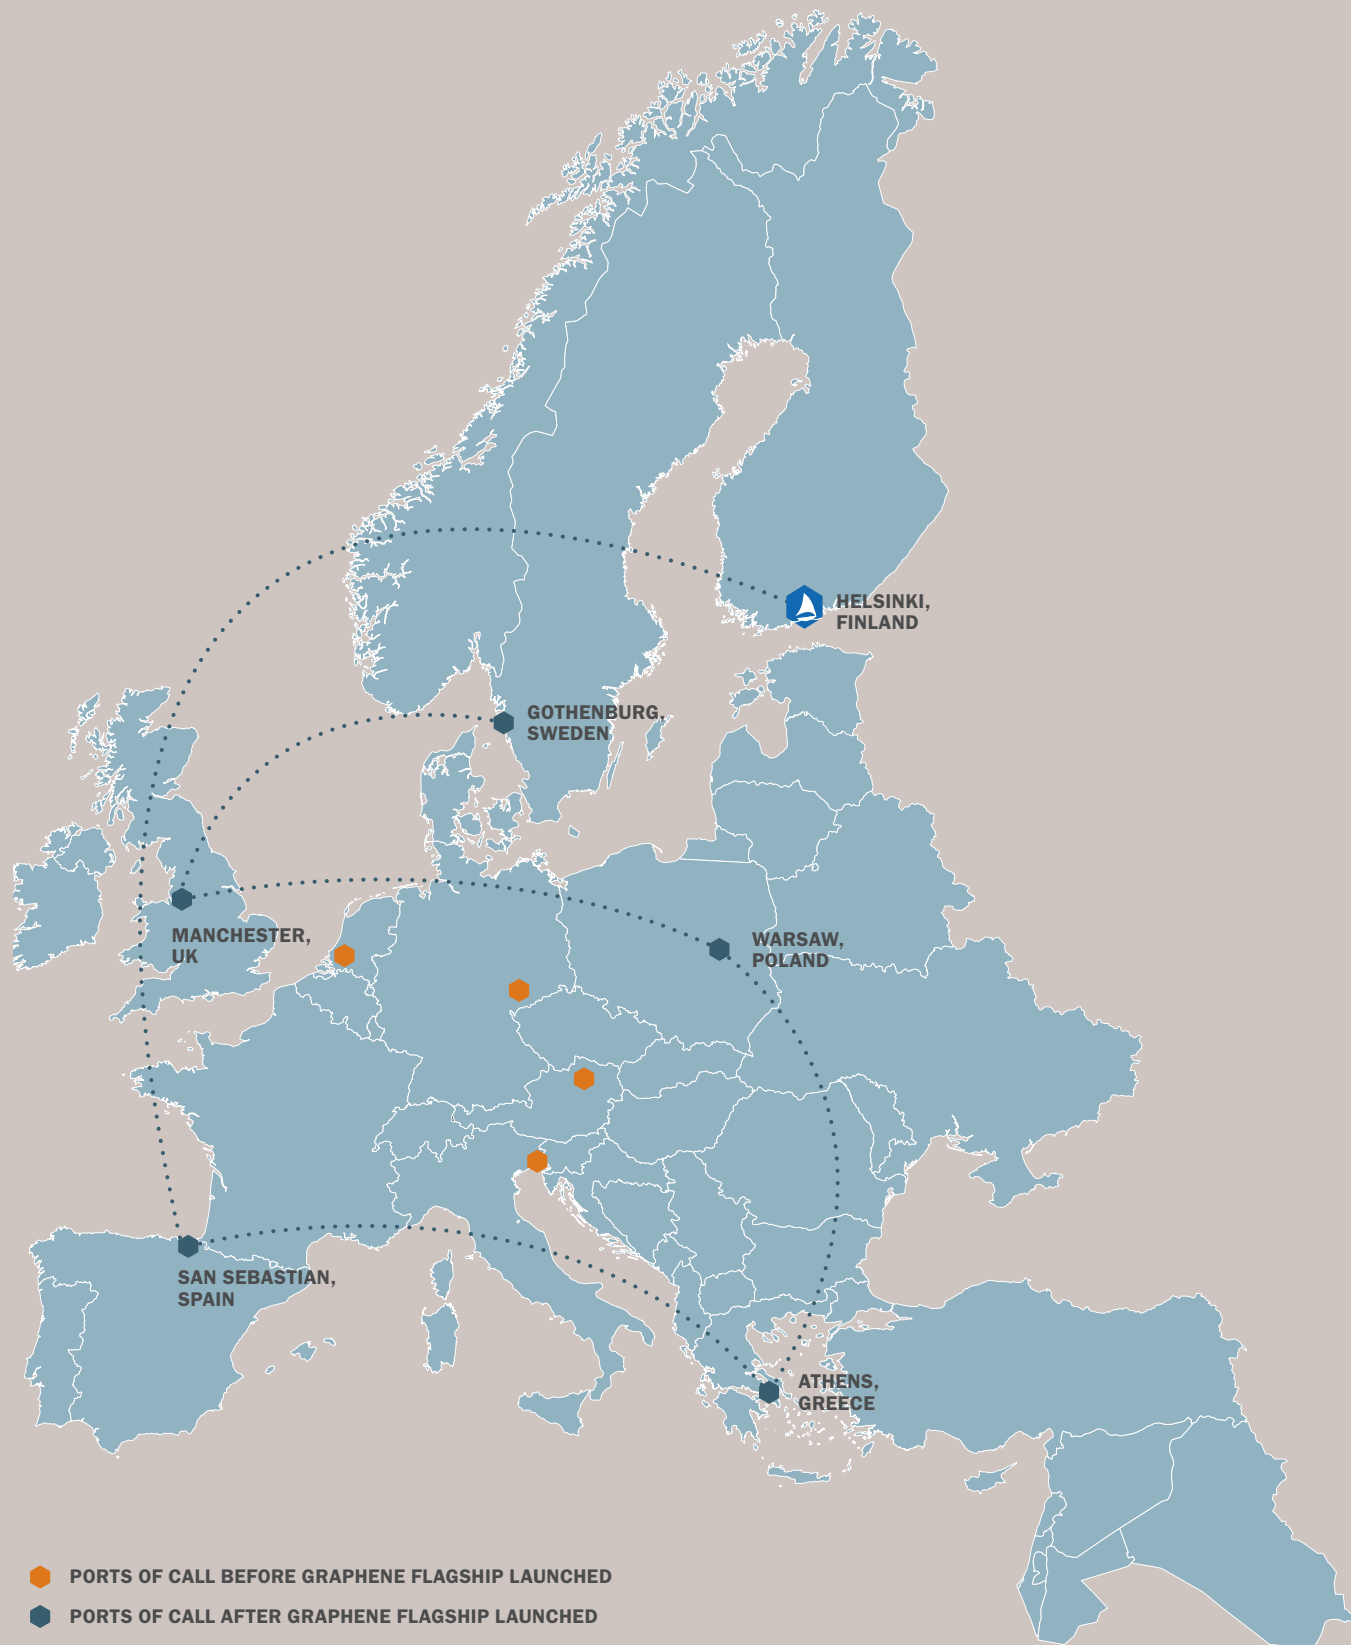 HELSINKI,
FINLAND
GOTHENBURG,
SWEDEN
MANCHESTER,
UK
WARSAW,
POLAND
SAN SEBASTIAN,
SPAIN
ATHENS,
GREECE
PORTS OF CALL BEFORE GRAPHENE FLAGSHIP LAUNCHED
PORTS OF CALL AFTER GRAPHENE FLAGSHIP LAUNCHED